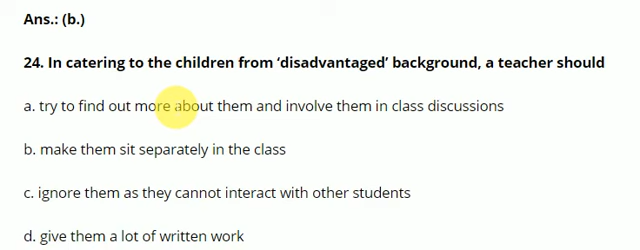 Ans.: (b.)
24. In catering to the children from ‘disadvantaged’ background, a teacher should
a. try to find out more about them and involve them in class discussions
b. make them sit separately in the class
c. ignore them as they cannot interact with other students
d. give them a lot of written work